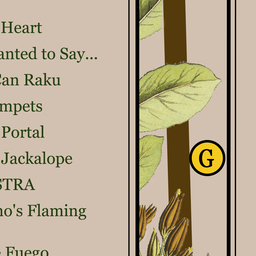 Heart
anted to Say...
Can Raku
mpets
Portal
Jackalope
STRA
no's Flaming
Fuego
G